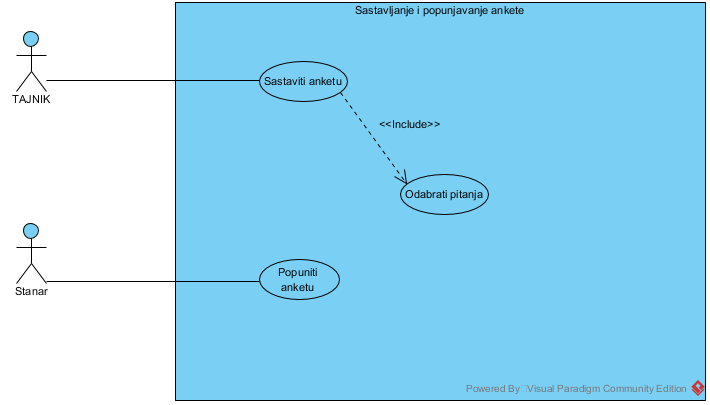 Sastavljanje i popunjavanje ankete
Sastaviti anketu
TAJNIK
<<Include>>
Odabrati pitanja
Popuniti
anketu
Stanar
Powered By Visual Paradigm Community Edition